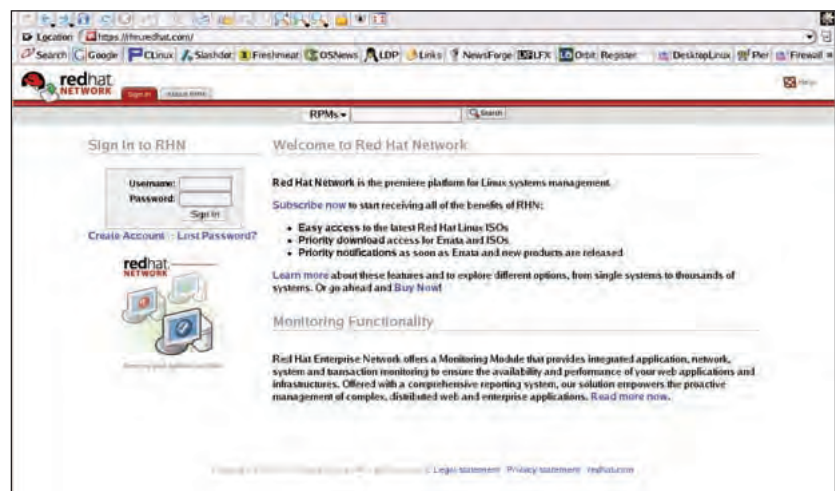 Location https://rhn.redhat.com/
Search Google CLinux Slashdot Freshmeat OSNews LDP Links NewsForge LFX Orbit Register DesktopLinux Pier Firewall
redhat
NETWORK Sign In About RHN Help
RPMs Search
Sign In to RHN
Username:
Password:
Sign In
Create Account Lost Password?
redhat
NETWORK
Welcome to Red Hat Network
Red Hat Network is the premiere platform for Linux systems management
Subscribe now to start receiving all of the benefits of RHN:
• Easy access to the latest Red Hat Linux ISOs
• Priority download access for Errata and ISOs
• Priority notifications as soon as Errata and new products are released
Learn more about these features and to explore different options, from single systems to thousands of
systems. Or go ahead and Buy Now!
Monitoring Functionality
Red Hat Enterprise Network offers a Monitoring Module that provides integrated application, network,
system and transaction monitoring to ensure the availability and performance of your web applications and
infrastructures. Offered with a comprehensive reporting system, our solution empowers the proactive
management of complex, distributed web and enterprise applications. Read more now.
Legal statement Privacy statement redhat.com